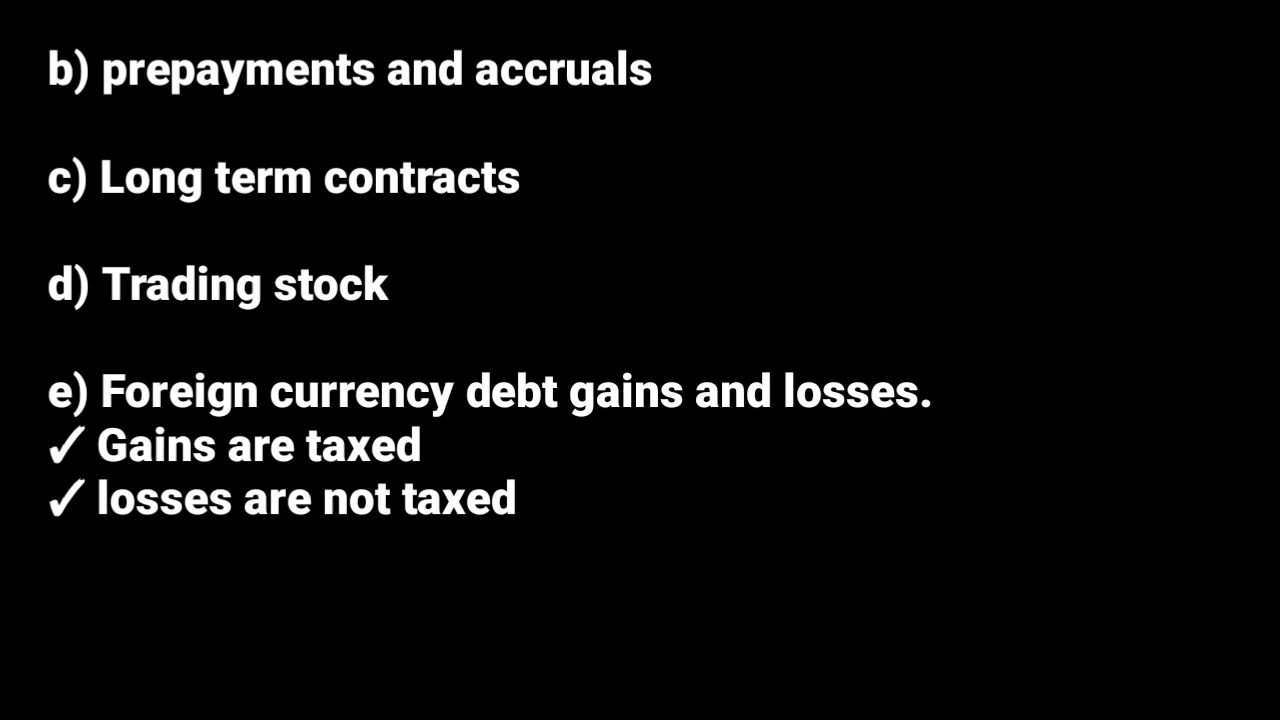 b) prepayments and accruals
c) Long term contracts
d) Trading stock
e) Foreign currency debt gains and losses.
✓ Gains are taxed
✓ losses are not taxed